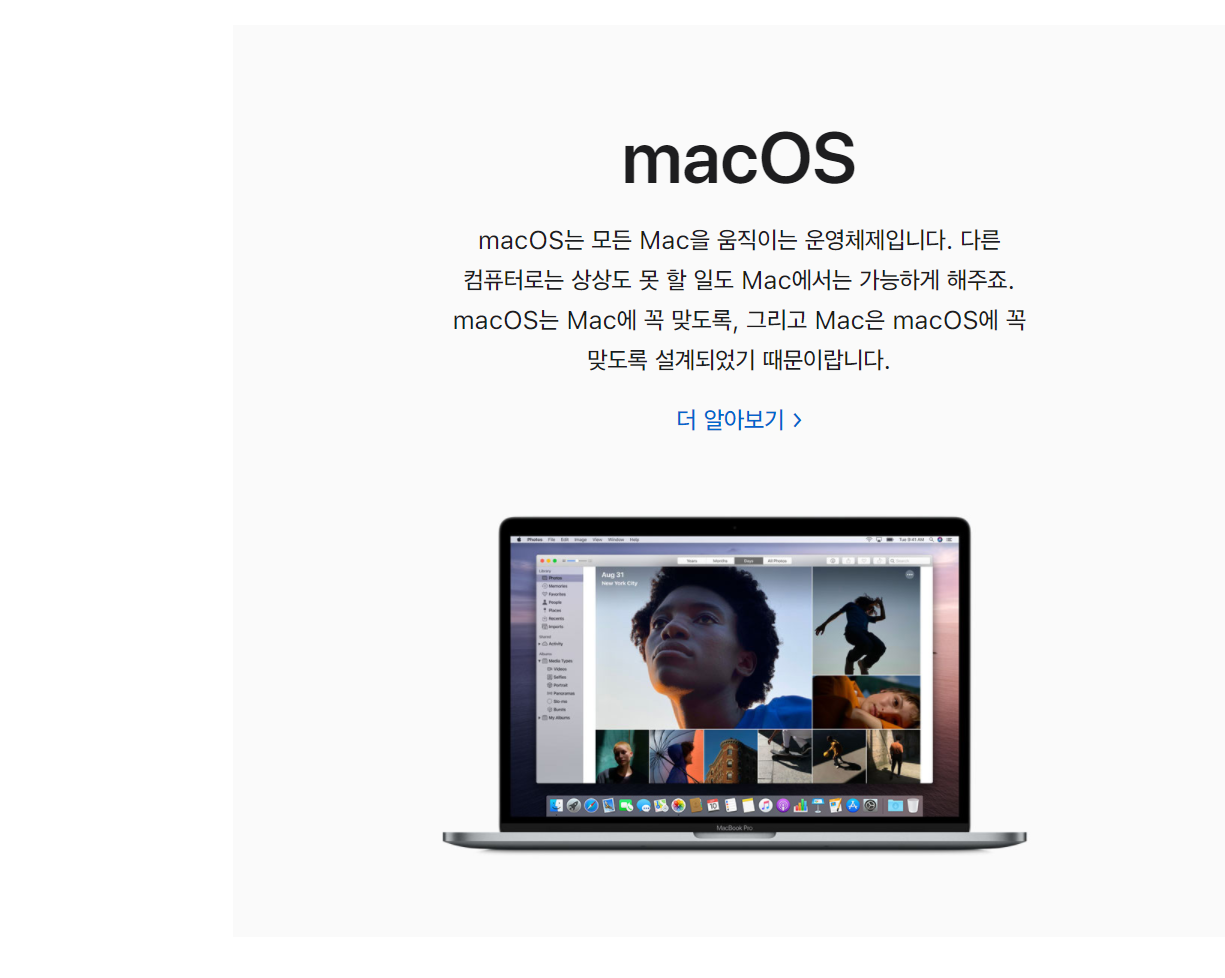 macOS
macOS는 모든 Mac을 움직이는 운영체제입니다. 다른
컴퓨터로는 상상도 못 할 일도 Mac에서는 가능하게 해주죠.
macOS는 Mac에 꼭 맞도록, 그리고 Mac은 macOS에 꼭
맞도록 설계되었기 때문이랍니다.
더 알아보기 >
Photos File Edit Image View Window Help
Tue 9:41 AM
Years Months Days All Photos
Search
Library
Photos
Memories
Favorites
People
Places
Recents
Imports
Shared
Activity
Albums
Media Types
Videos
Selfies
Portrait
Panoramas
Slo-mo
Bursts
My Albums
Aug 31
New York City
MacBook Pro